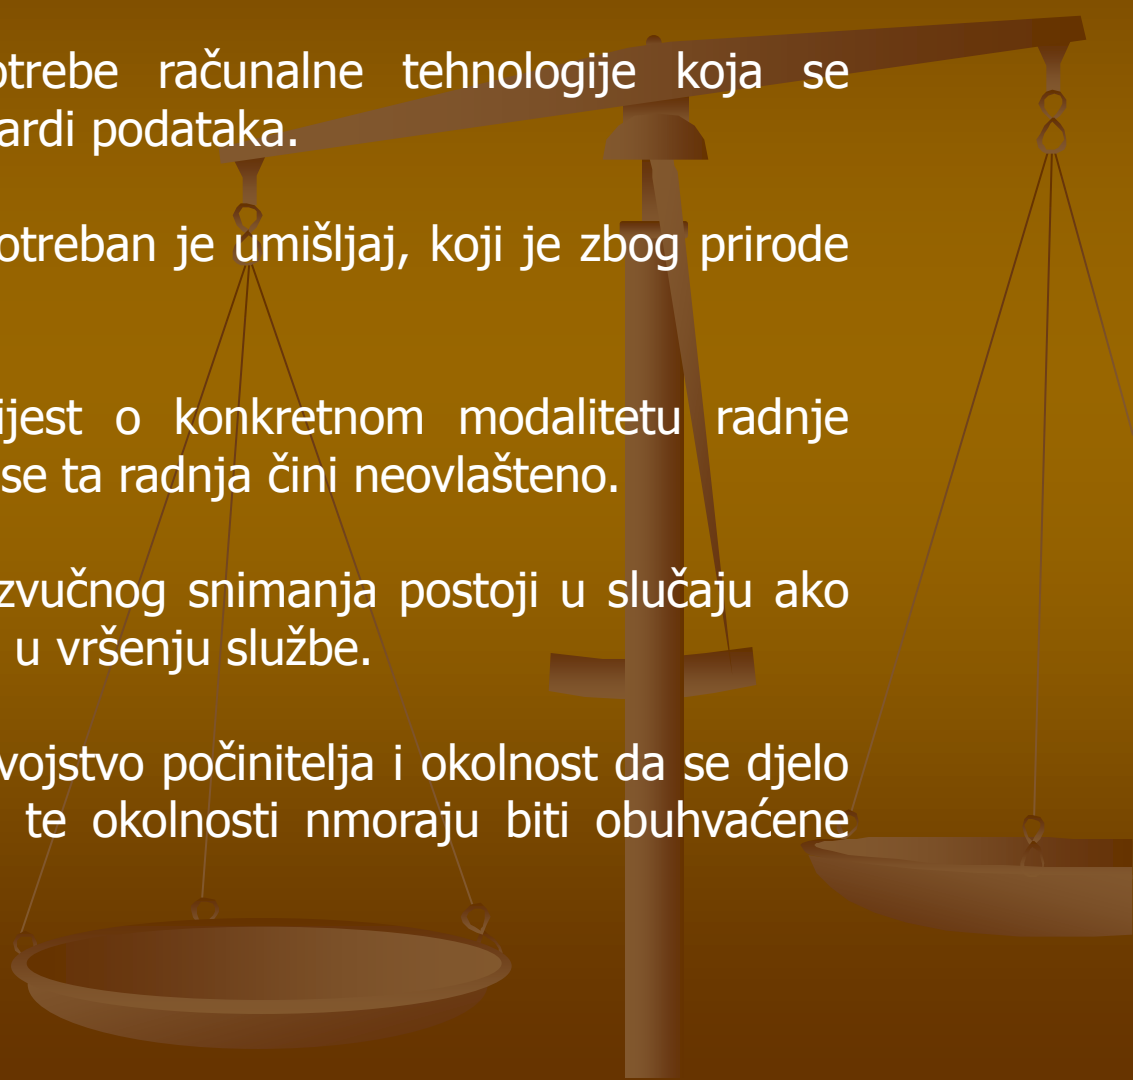 otrebe računalne tehnologije koja se
ardi podataka.
otreban je umišljaj, koji je zbog prirode
ijest o konkretnom modalitetu radnje
se ta radnja čini neovlašteno.
zvučnog snimanja postoji u slučaju ako
u vršenju službe.
vojstvo počinitelja i okolnost da se djelo
te okolnosti nmoraju biti obuhvaćene